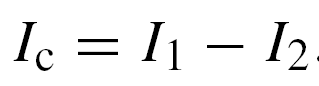 I_c = I_1 − I_2.